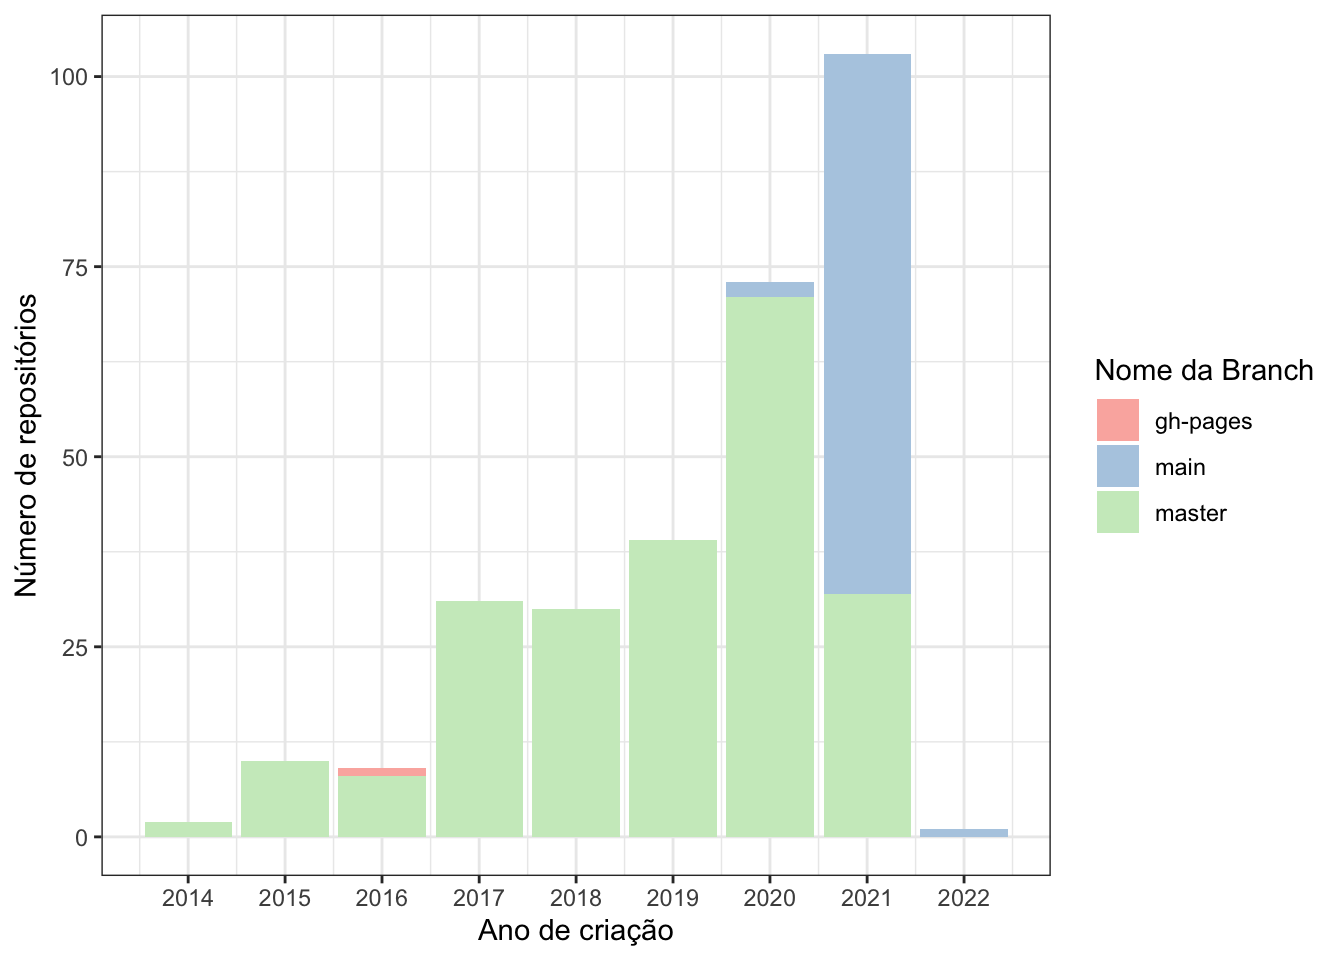 100
75
50
25
0
Número de repositórios
2014 2015 2016 2017 2018 2019 2020 2021 2022
Ano de criação
Nome da Branch
gh-pages
main
master